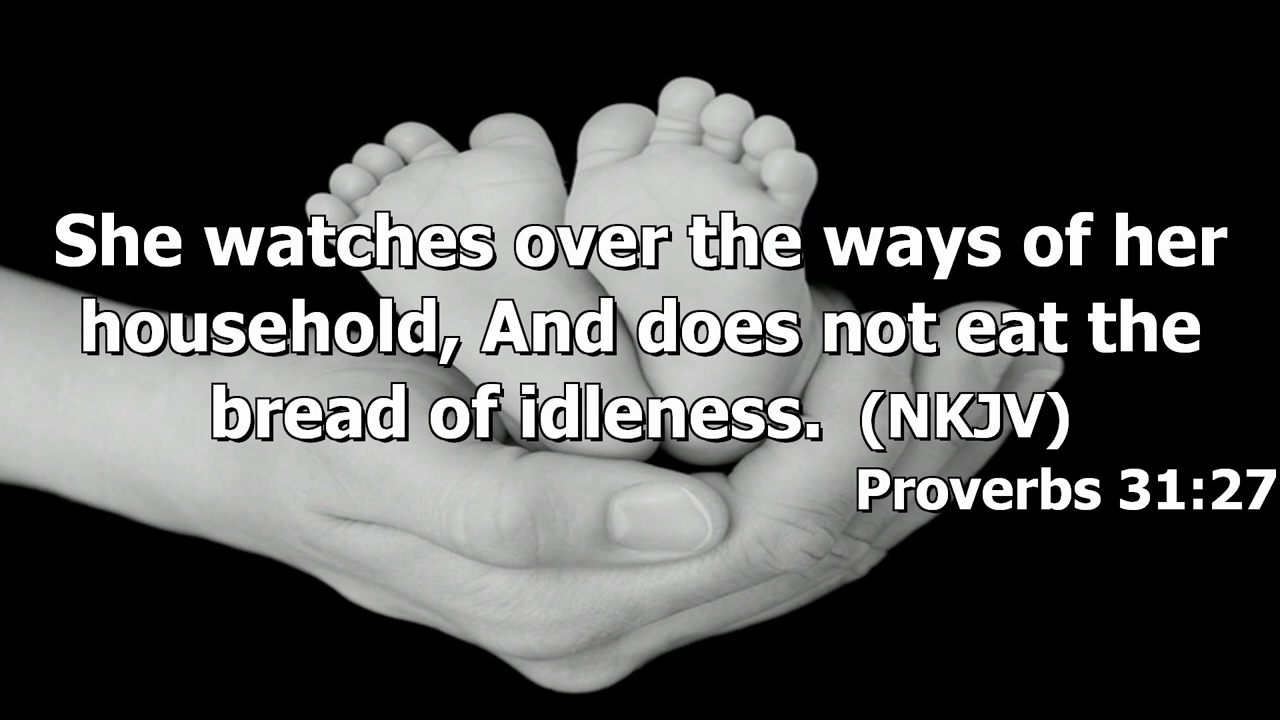 She watches over the ways of her
household, And does not eat the
bread of idleness. (NKJV)
Proverbs 31:27